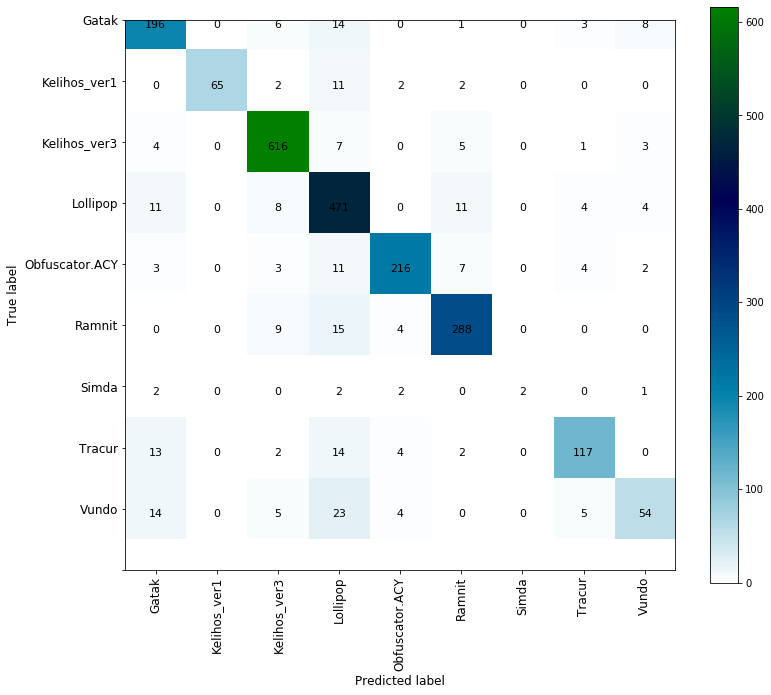 Gatak 196 0 6 14 0 1 0 3 8
Kelihos_ver1 0 65 2 11 2 2 0 0 0
Kelihos_ver3 4 0 616 7 0 5 0 1 3
Lollipop 11 0 8 471 0 11 0 4 4
Obfuscator.ACY 3 0 3 11 216 7 0 4 2
Ramnit 0 0 9 15 4 288 0 0 0
Simda 2 0 0 2 2 0 2 0 1
Tracur 13 0 2 14 4 2 0 117 0
Vundo 14 0 5 23 4 0 0 5 54
True label
Gatak Kelihos_ver1 Kelihos_ver3 Lollipop Obfuscator.ACY Ramnit Simda Tracur Vundo
Predicted label
600
500
400
300
200
100
0